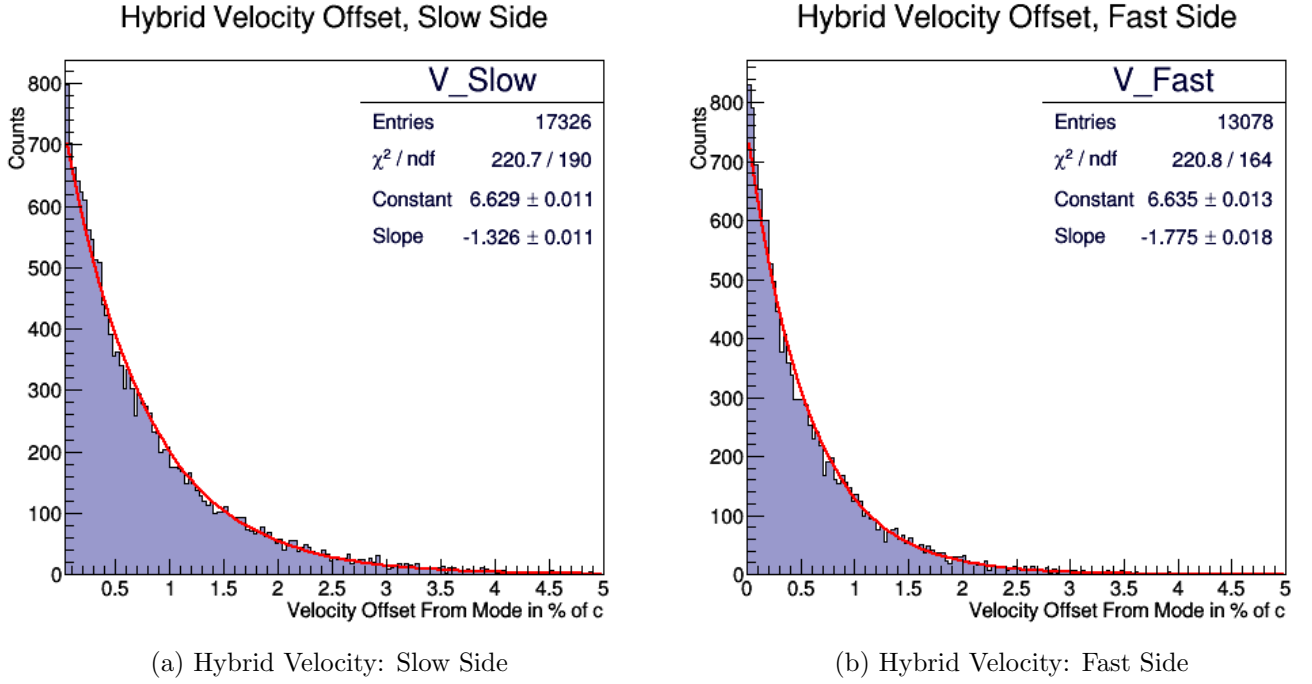 Hybrid Velocity Offset, Slow Side
V_Slow
Entries 17326
χ² / ndf 220.7 / 190
Constant 6.629 ± 0.011
Slope -1.326 ± 0.011
Counts
800
700
600
500
400
300
200
100
0
0.5 1 1.5 2 2.5 3 3.5 4 4.5 5
Velocity Offset From Mode in % of c
(a) Hybrid Velocity: Slow Side
Hybrid Velocity Offset, Fast Side
V_Fast
Entries 13078
χ² / ndf 220.8 / 164
Constant 6.635 ± 0.013
Slope -1.775 ± 0.018
Counts
800
700
600
500
400
300
200
100
0
0 0.5 1 1.5 2 2.5 3 3.5 4 4.5 5
Velocity Offset From Mode in % of c
(b) Hybrid Velocity: Fast Side